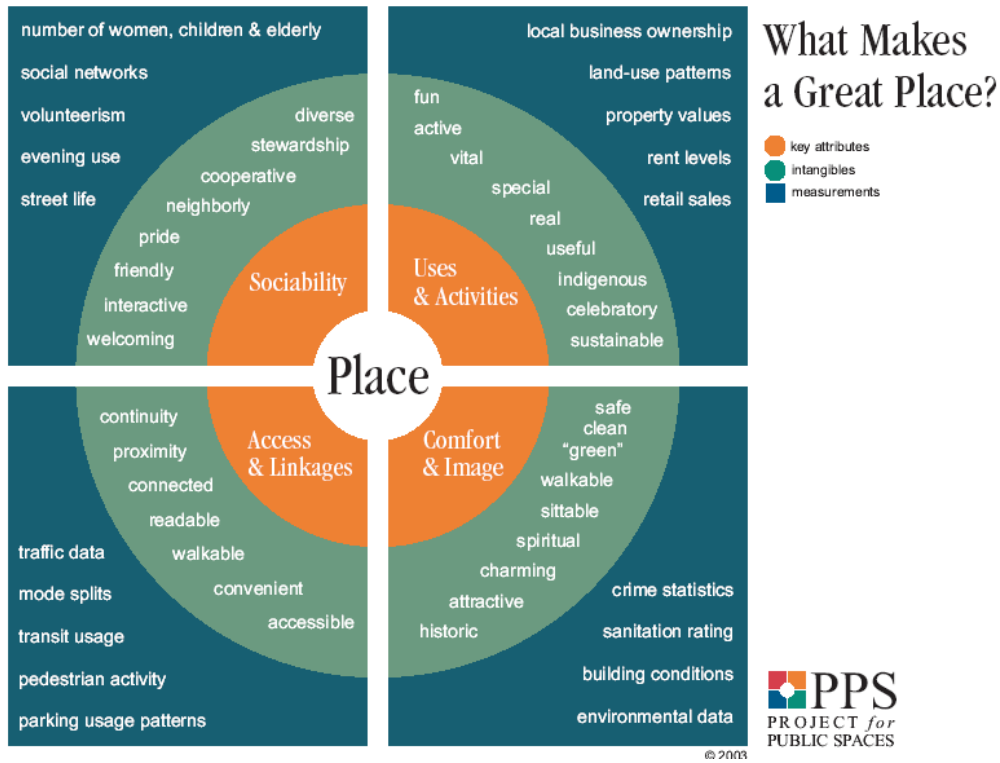 What Makes
a Great Place?
key attributes
intangibles
measurements
number of women, children & elderly
social networks
volunteerism
evening use
street life
diverse
stewardship
cooperative
neighborly
pride
friendly
interactive
welcoming
Sociability
local business ownership
land-use patterns
property values
rent levels
retail sales
fun
active
vital
special
real
useful
indigenous
celebratory
sustainable
Uses
& Activities
Place
continuity
proximity
connected
readable
walkable
convenient
accessible
Access
& Linkages
traffic data
mode splits
transit usage
pedestrian activity
parking usage patterns
Comfort
& Image
safe
clean
“green”
walkable
sittable
spiritual
charming
attractive
historic
crime statistics
sanitation rating
building conditions
environmental data
PPS
PROJECT for
PUBLIC SPACES
© 2003